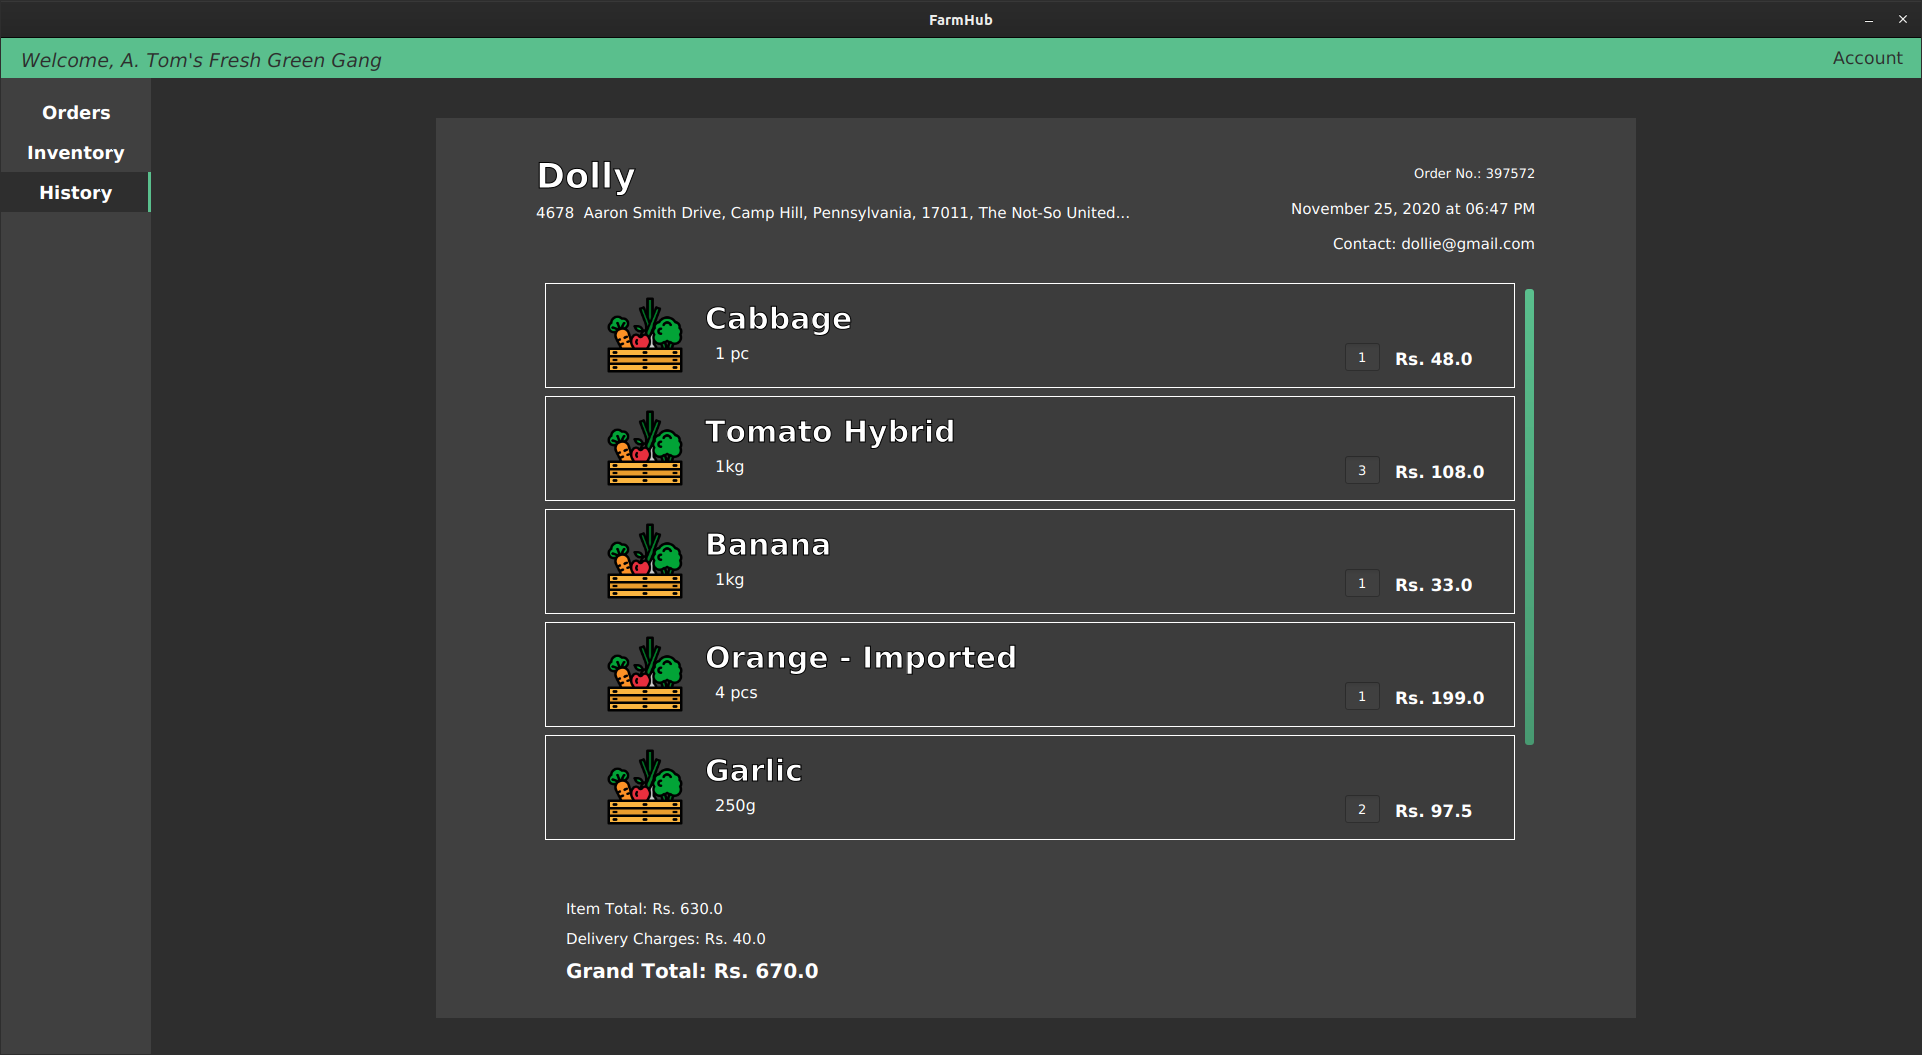 FarmHub
Welcome, A. Tom's Fresh Green Gang
Account
Orders
Inventory
History
Dolly
4678  Aaron Smith Drive, Camp Hill, Pennsylvania, 17011, The Not-So United...
Order No.: 397572
November 25, 2020 at 06:47 PM
Contact: dollie@gmail.com
Cabbage
1 pc
1 Rs. 48.0
Tomato Hybrid
1kg
3 Rs. 108.0
Banana
1kg
1 Rs. 33.0
Orange - Imported
4 pcs
1 Rs. 199.0
Garlic
250g
2 Rs. 97.5
Item Total: Rs. 630.0
Delivery Charges: Rs. 40.0
Grand Total: Rs. 670.0